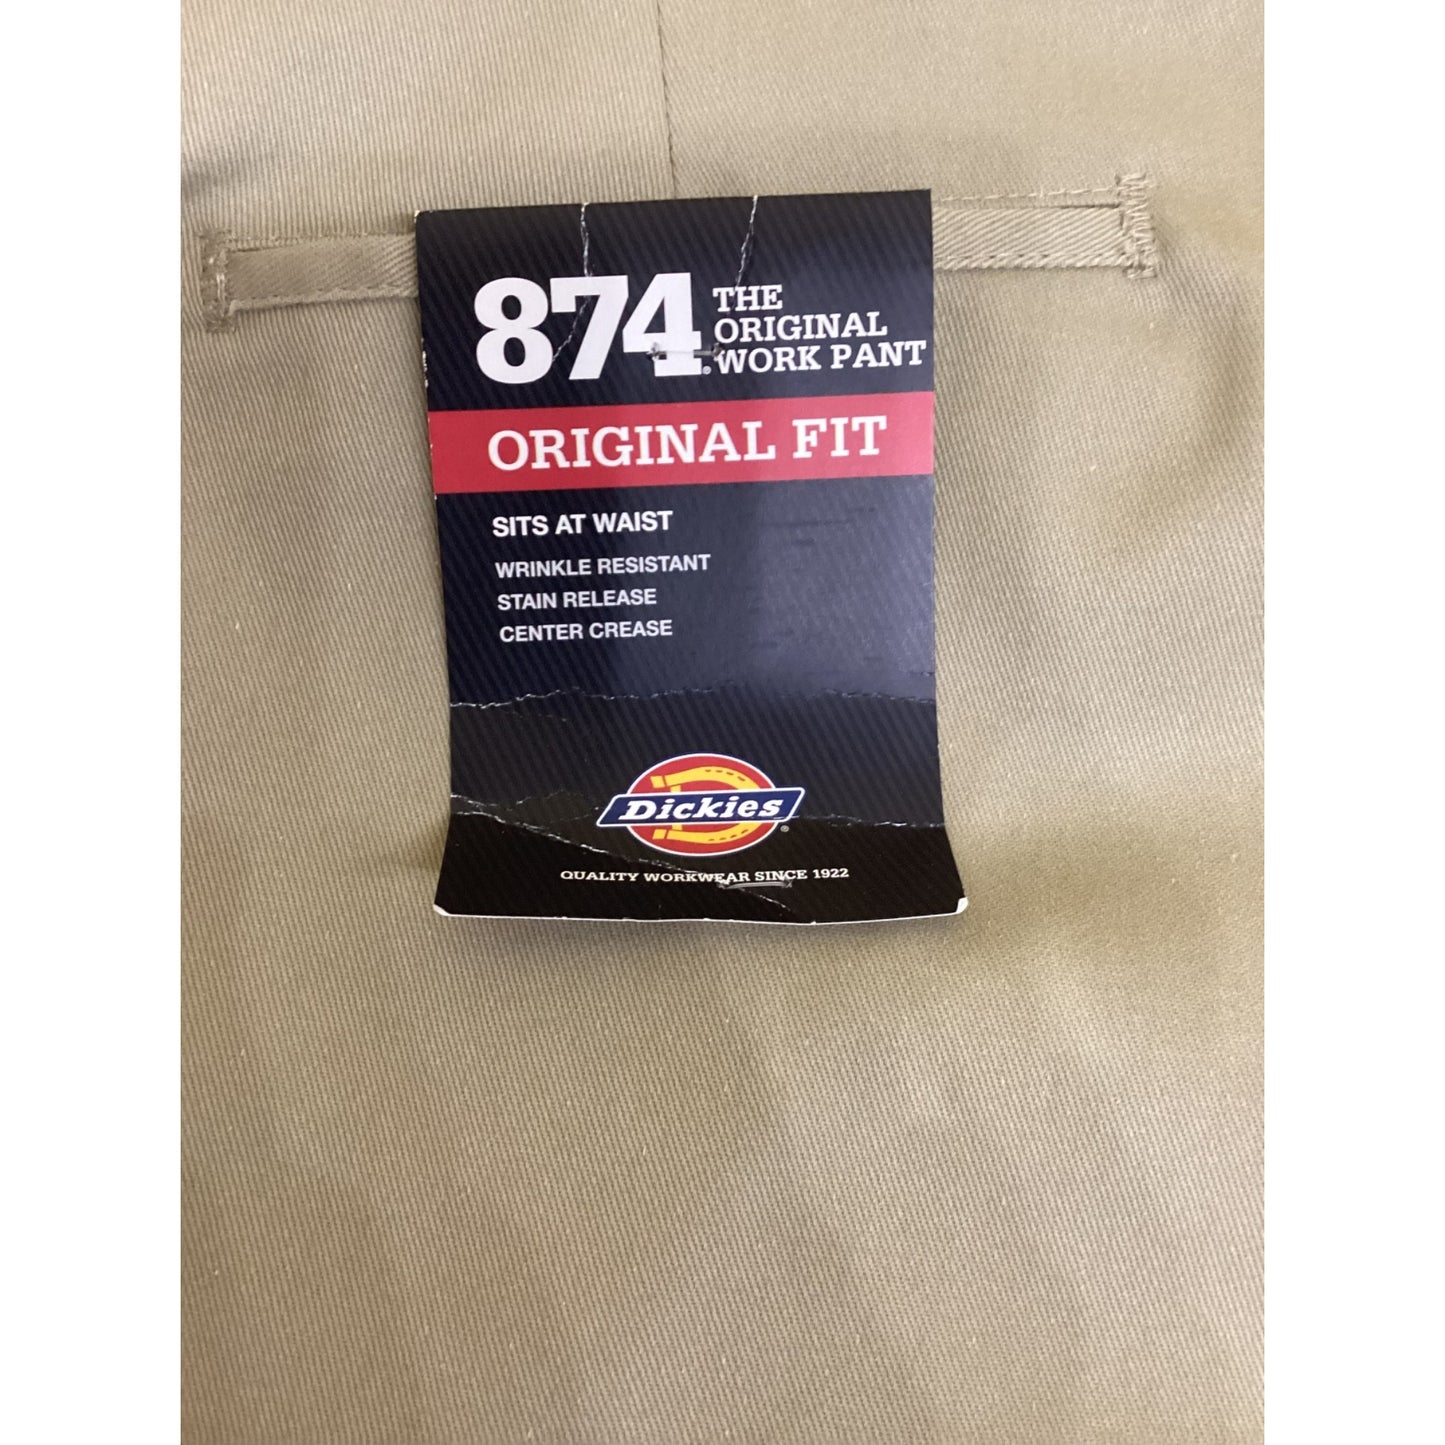 874® THE
ORIGINAL
WORK PANT
ORIGINAL FIT
SITS AT WAIST
WRINKLE RESISTANT
STAIN RELEASE
CENTER CREASE
Dickies®
QUALITY WORKWEAR SINCE 1922